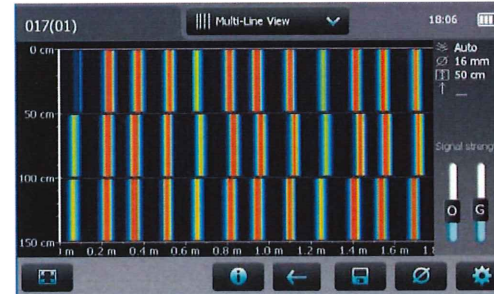 017(01)
Multi-Line View
18:06
Auto
16 mm
50 cm
Signal streng
0 cm
50 cm
100 cm
150 cm
O G
m 0.2 m 0.4 m 0.6 m 0.8 m 1.0 m 1.2 m 1.4 m 1.6 m